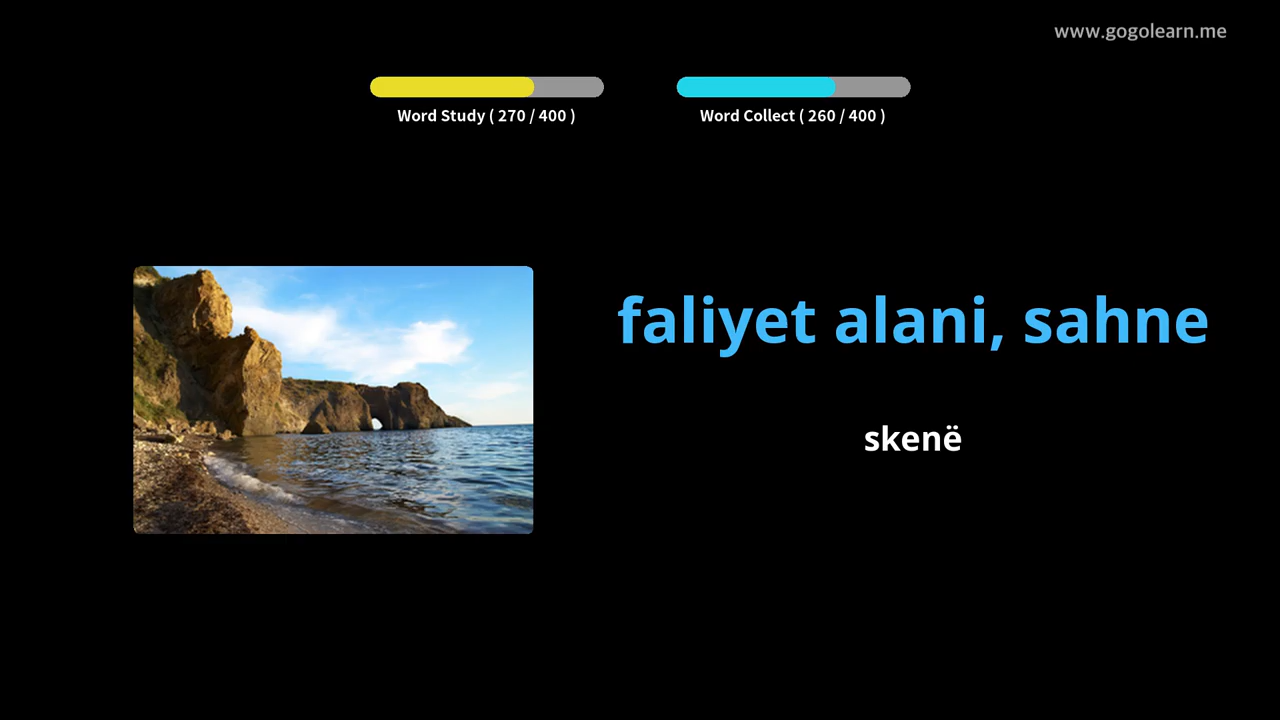 www.gogolearn.me
Word Study ( 270 / 400 )
Word Collect ( 260 / 400 )
faliyet alani, sahne
skenë